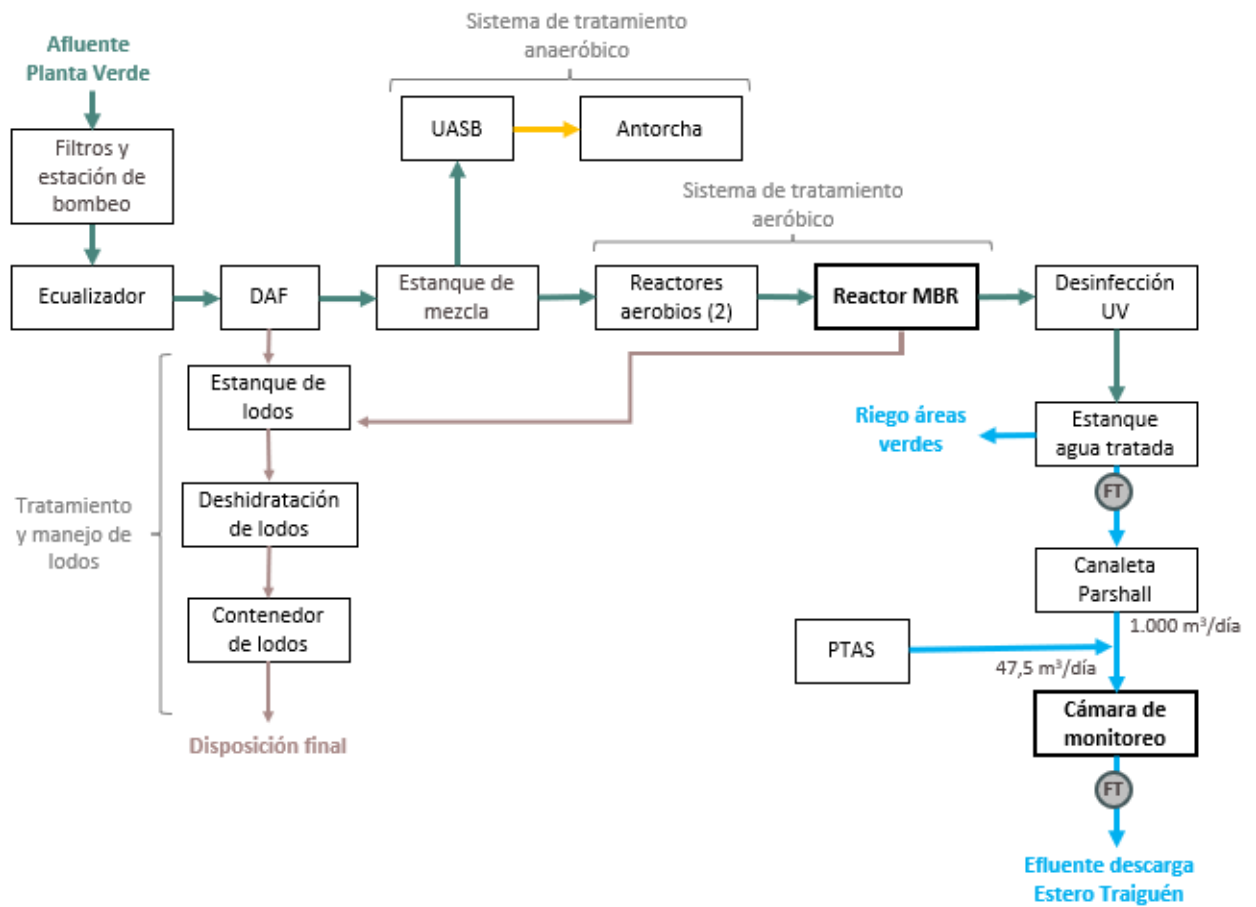 Sistema de tratamiento
anaeróbico
Afluente
Planta Verde
UASB
Antorcha
Filtros y
estación de
bombeo
Sistema de tratamiento
aeróbico
Ecualizador
DAF
Estanque de
mezcla
Reactores
aerobios (2)
Reactor MBR
Desinfección
UV
Estanque de
lodos
Riego áreas
verdes
Estanque
agua tratada
FT
Tratamiento
y manejo de
lodos
Deshidratación
de lodos
Canaleta
Parshall
Contenedor
de lodos
1.000 m³/día
PTAS
47,5 m³/día
Cámara de
monitoreo
Disposición final
FT
Efluente descarga
Estero Traiguén